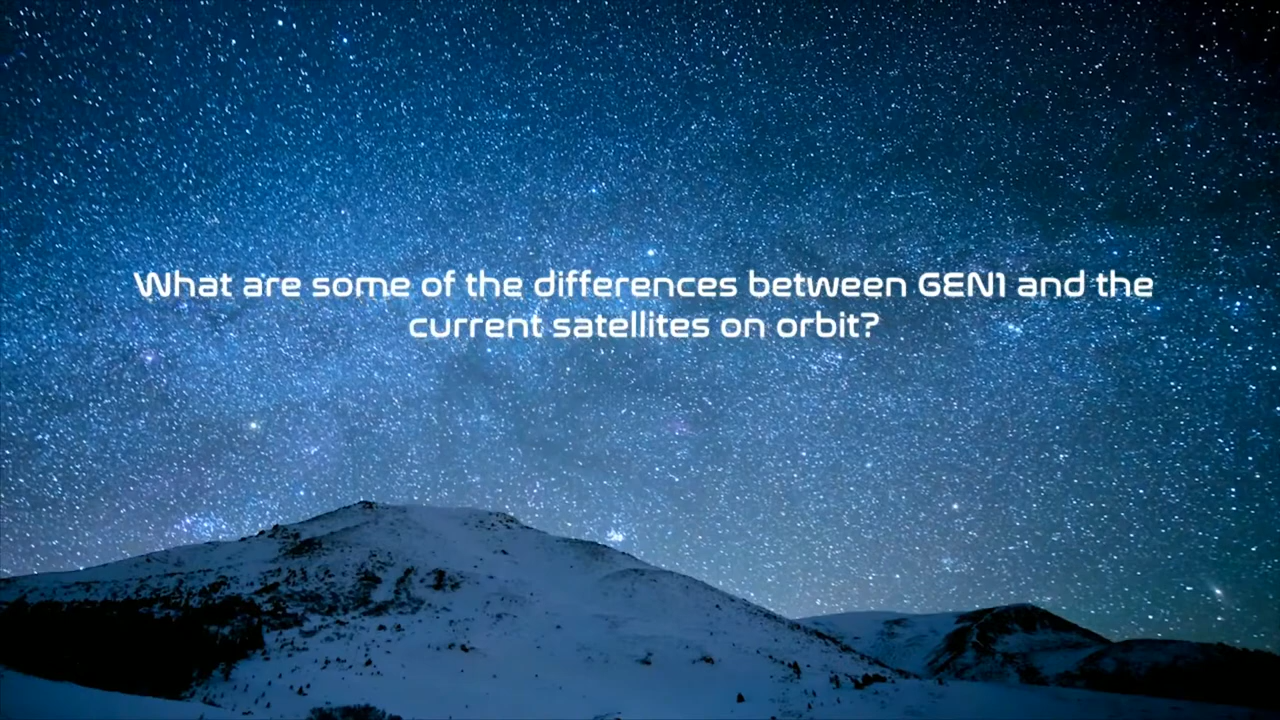 What are some of the differences between GEN1 and the
current satellites on orbit?